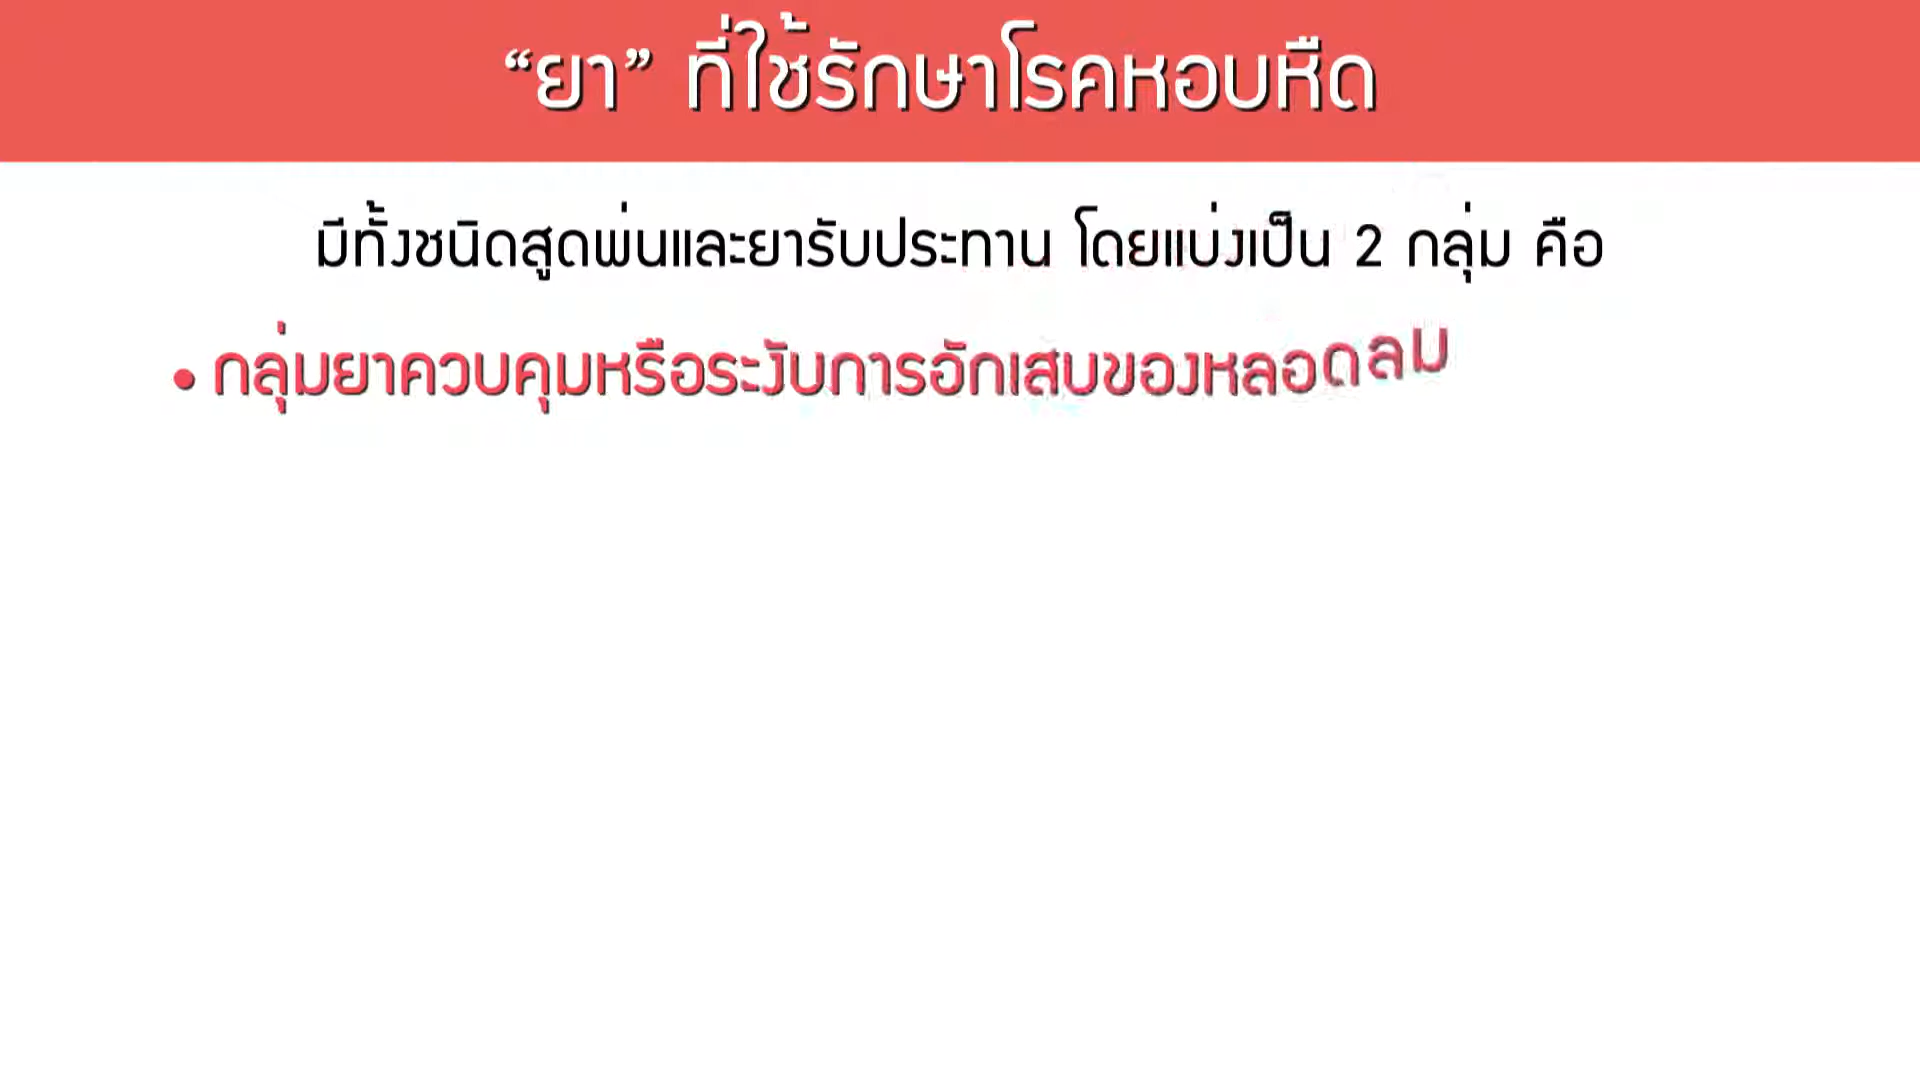 “ยา” ที่ใช้รักษาโรคหอบหืด
มีทั้งชนิดสูดพ่นและยารับประทาน โดยแบ่งเป็น 2 กลุ่ม คือ
• กลุ่มยาควบคุมหรือระงับการอักเสบของหลอดลม